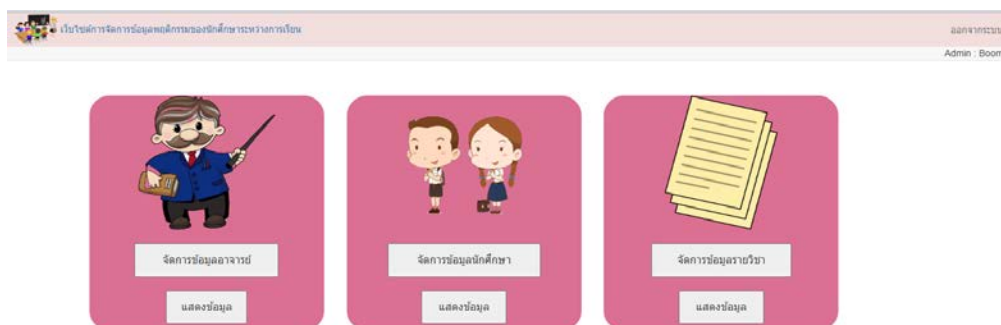 เว็บไซต์การจัดการข้อมูลพฤติกรรมของนักศึกษาระหว่างการเรียน
ออกจากระบบ
Admin : Boom
จัดการข้อมูลอาจารย์
จัดการข้อมูลนักศึกษา
จัดการข้อมูลรายวิชา
แสดงข้อมูล
แสดงข้อมูล
แสดงข้อมูล